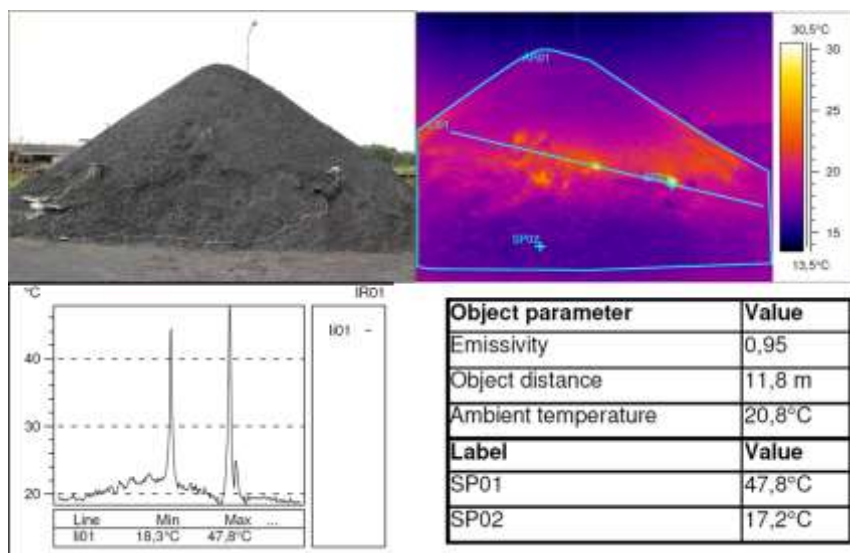 30,5°C
30
25
20
15
13,5°C
AR01
SP02
°C
IR01
40
30
20
li01 -
Line Min Max ...
li01 18,3°C 47,8°C
Object parameter Value
Emissivity 0,95
Object distance 11,8 m
Ambient temperature 20,8°C
Label Value
SP01 47,8°C
SP02 17,2°C